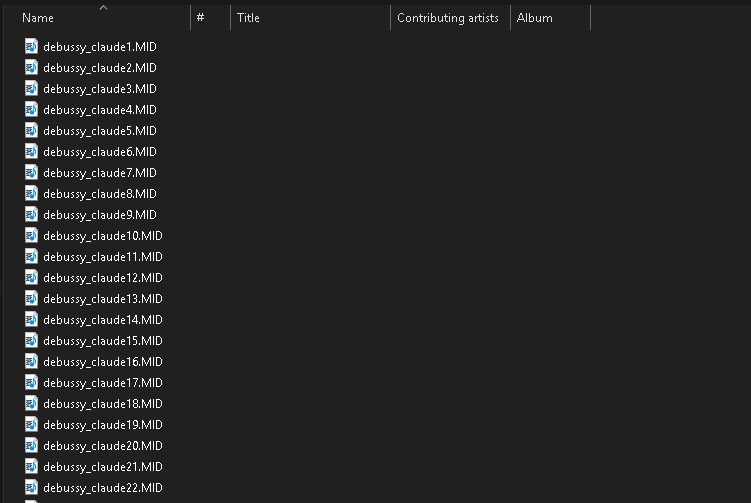 Name # Title Contributing artists Album
debussy_claude1.MID
debussy_claude2.MID
debussy_claude3.MID
debussy_claude4.MID
debussy_claude5.MID
debussy_claude6.MID
debussy_claude7.MID
debussy_claude8.MID
debussy_claude9.MID
debussy_claude10.MID
debussy_claude11.MID
debussy_claude12.MID
debussy_claude13.MID
debussy_claude14.MID
debussy_claude15.MID
debussy_claude16.MID
debussy_claude17.MID
debussy_claude18.MID
debussy_claude19.MID
debussy_claude20.MID
debussy_claude21.MID
debussy_claude22.MID